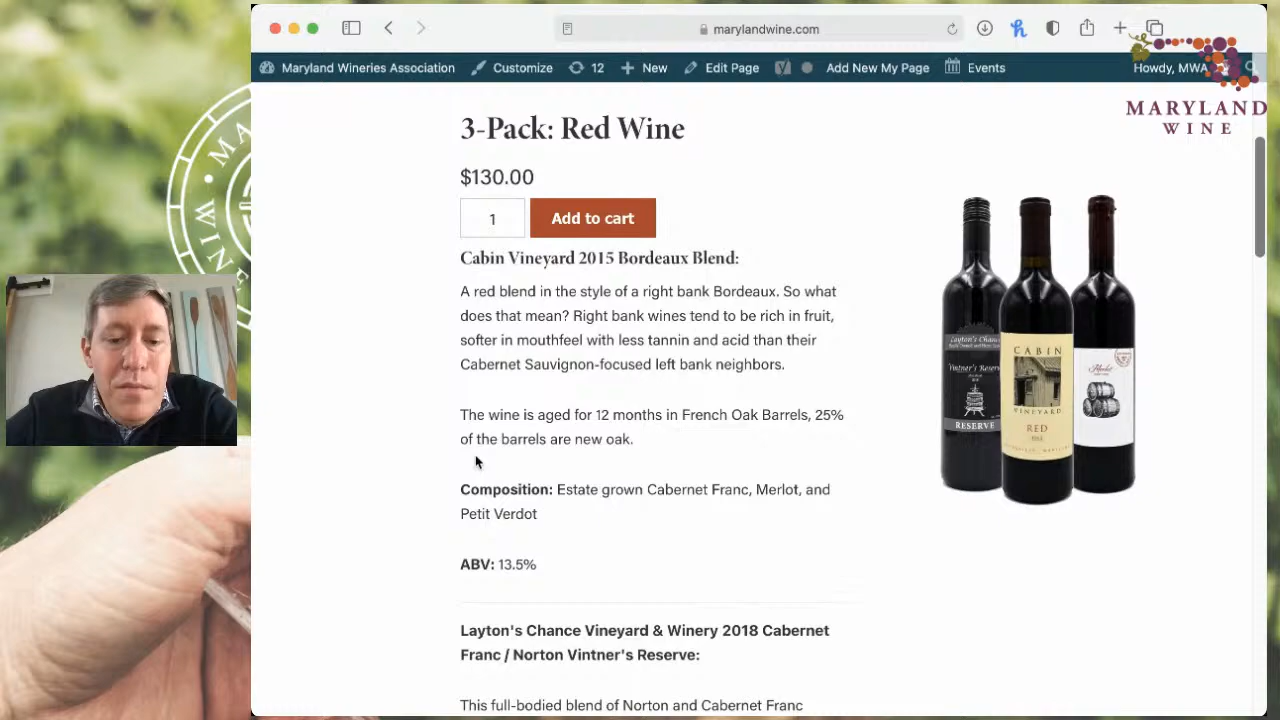 marylandwine.com
Maryland Wineries Association
Customize
12
New
Edit Page
Add New My Page
Events
Howdy, MWA
MARYLAND
WINE
3-Pack: Red Wine
$130.00
1
Add to cart
Cabin Vineyard 2015 Bordeaux Blend:
A red blend in the style of a right bank Bordeaux. So what
does that mean? Right bank wines tend to be rich in fruit,
softer in mouthfeel with less tannin and acid than their
Cabernet Sauvignon-focused left bank neighbors.
The wine is aged for 12 months in French Oak Barrels, 25%
of the barrels are new oak.
Composition: Estate grown Cabernet Franc, Merlot, and
Petit Verdot
ABV: 13.5%
Layton's Chance Vineyard & Winery 2018 Cabernet
Franc / Norton Vintner's Reserve:
This full-bodied blend of Norton and Cabernet Franc
Layton's Chance
Vintner's Reserve
RESERVE
CABIN
VINEYARD
RED
Merlot